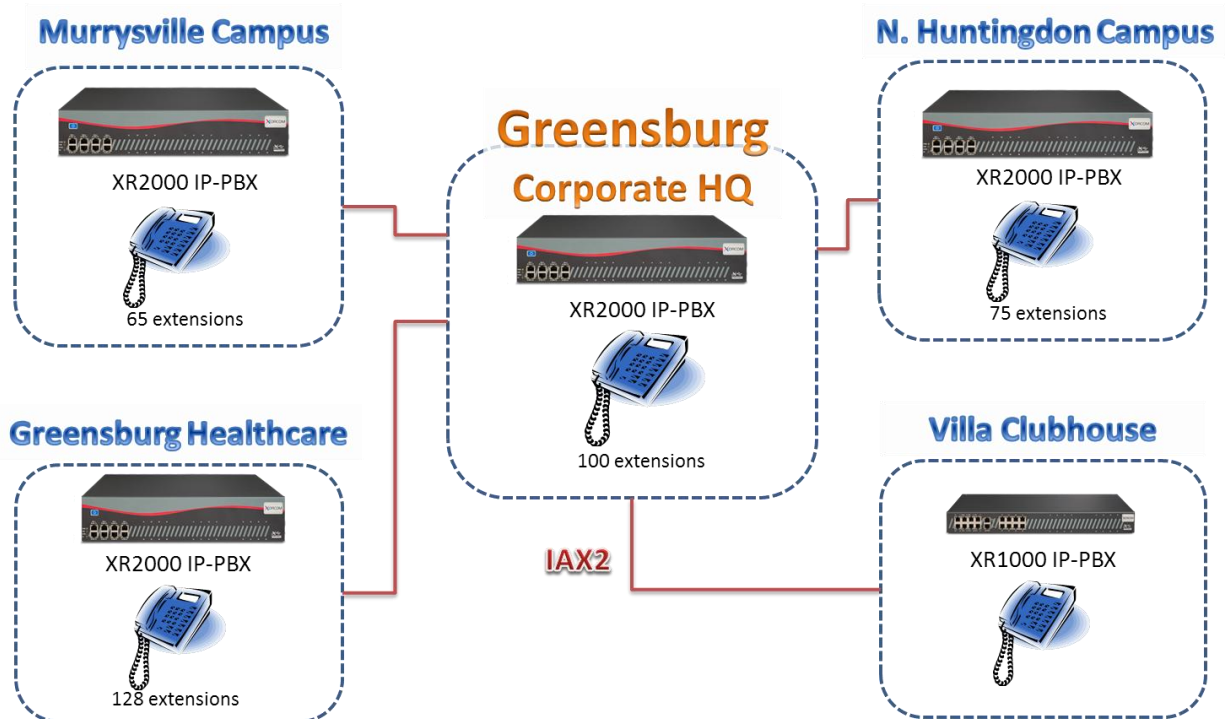 Murrysville Campus
XR2000 IP-PBX
65 extensions
N. Huntingdon Campus
XR2000 IP-PBX
75 extensions
Greensburg
Corporate HQ
XR2000 IP-PBX
100 extensions
Greensburg Healthcare
XR2000 IP-PBX
128 extensions
IAX2
Villa Clubhouse
XR1000 IP-PBX